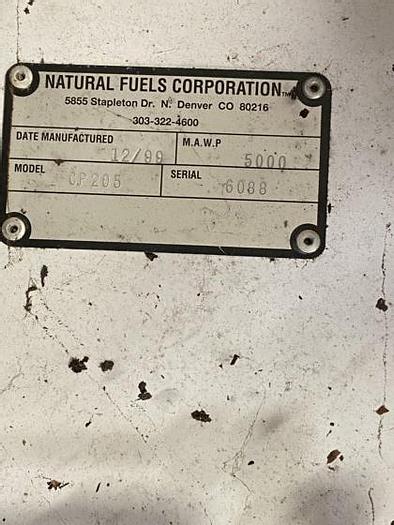 NATURAL FUELS CORPORATION™
5855 Stapleton Dr. N. Denver CO 80216
303-322-4600
DATE MANUFACTURED 12/99 M.A.W.P 5000
MODEL CP205 SERIAL 6088